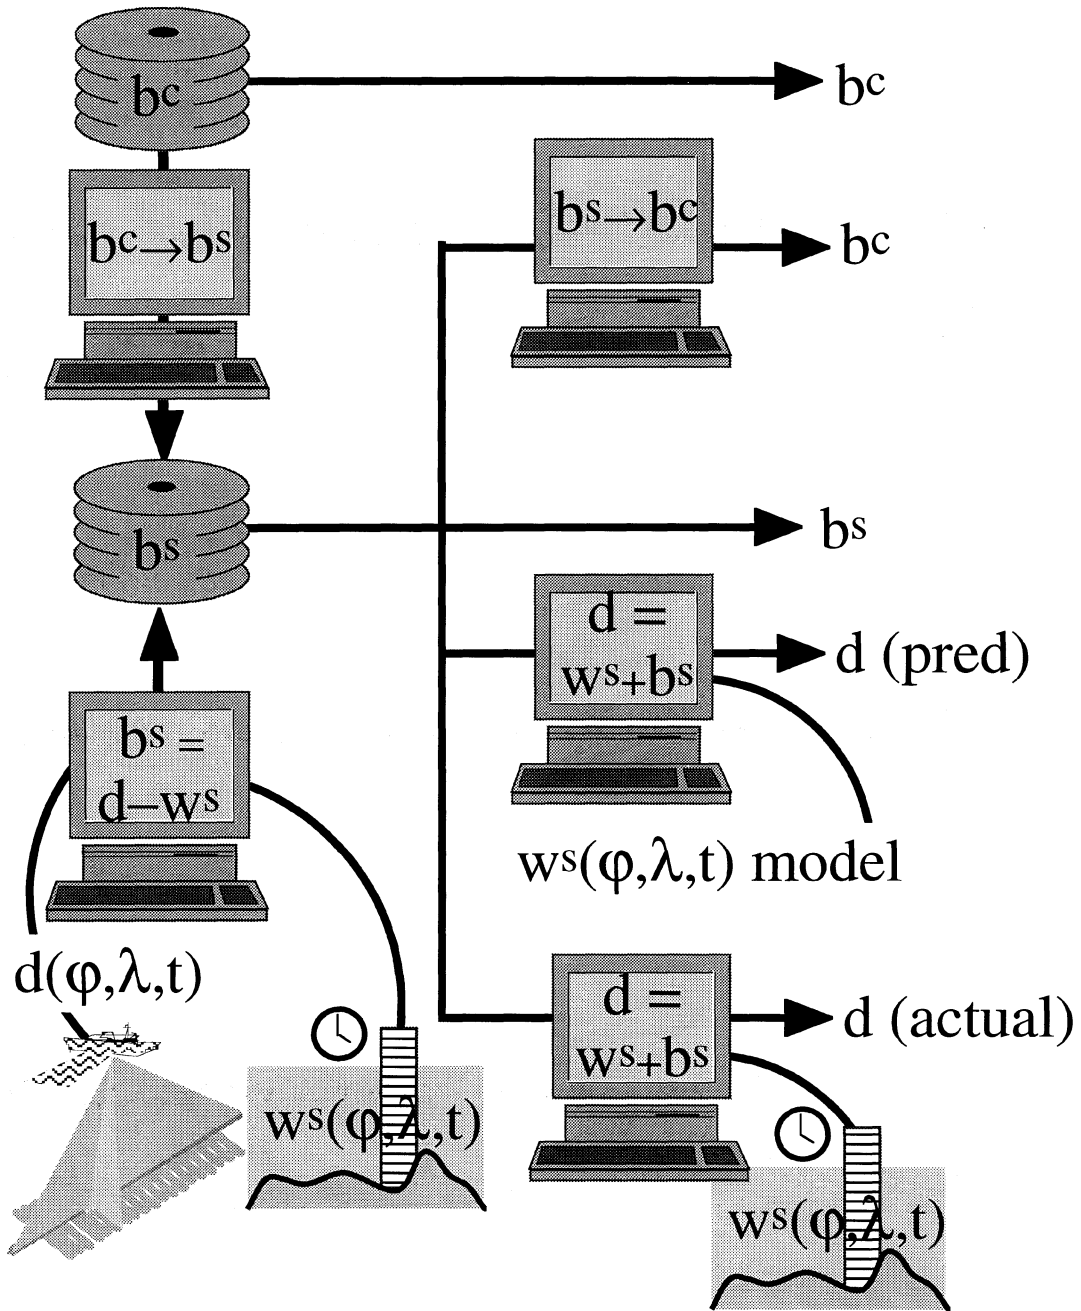 bᶜ
bᶜ
bᶜ→bˢ
bˢ→bᶜ
bᶜ
bˢ
bˢ
d =
wˢ+bˢ
d (pred)
bˢ =
d–wˢ
wˢ(φ,λ,t) model
d(φ,λ,t)
d =
wˢ+bˢ
d (actual)
wˢ(φ,λ,t)
wˢ(φ,λ,t)